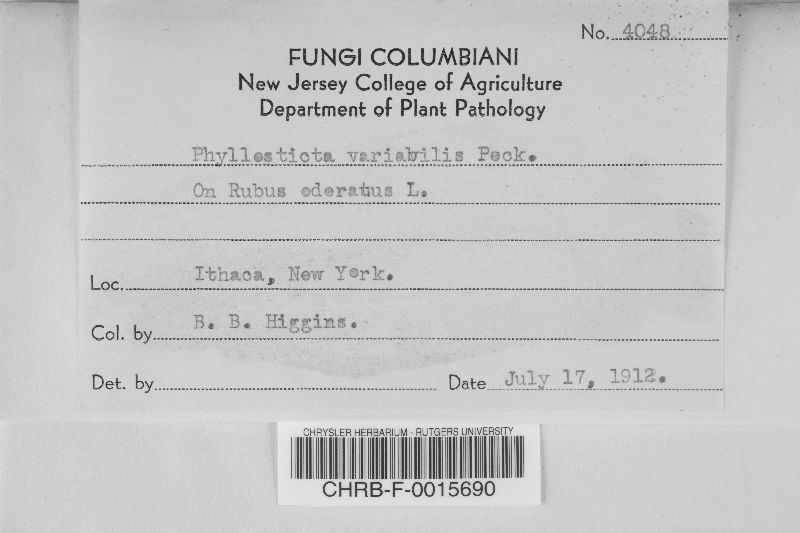 No. 4048
FUNGI COLUMBIANI
New Jersey College of Agriculture
Department of Plant Pathology
Phyllosticta variabilis Peck.
On Rubus odoratus L.
Loc. Ithaca, New York.
Col. by B. B. Higgins.
Det. by
Date July 17, 1912.
CHRYSLER HERBARIUM - RUTGERS UNIVERSITY
CHRB-F-0015690